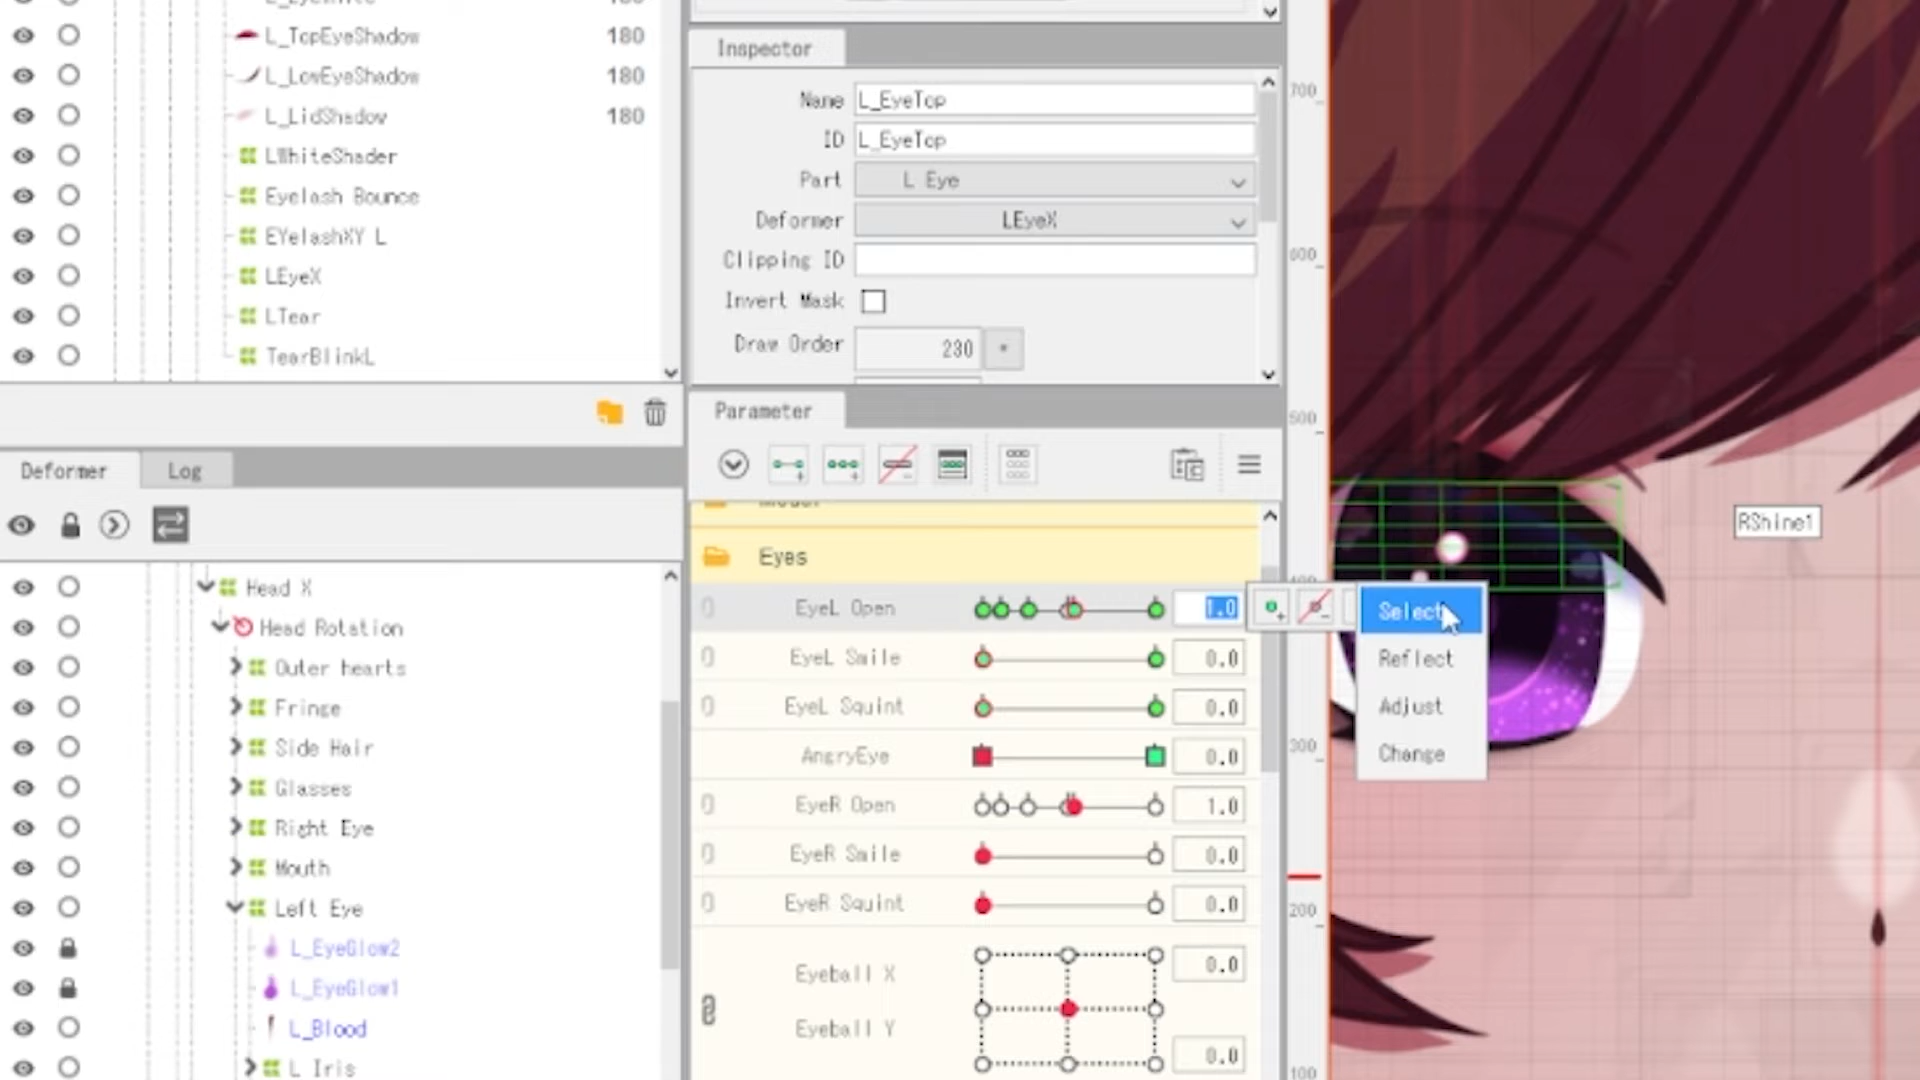 L_TopEyeShadow 180
L_LowEyeShadow 180
L_LidShadow 180
LWhiteShader
Eyelash Bounce
EYelashXY L
LEyeX
LTear
TearBlinkL
Deformer Log
Head X
Head Rotation
Outer hearts
Fringe
Side Hair
Glasses
Right Eye
Mouth
Left Eye
L_EyeGlow2
L_EyeGlow1
L_Blood
L Iris
Inspector
Name L_EyeTop
ID L_EyeTop
Part L Eye
Deformer LEyeX
Clipping ID
Invert Mask
Draw Order 230
Parameter
Model
Eyes
EyeL Open 1.0
EyeL Smile 0.0
EyeL Squint 0.0
AngryEye 0.0
EyeR Open 1.0
EyeR Smile 0.0
EyeR Squint 0.0
Eyeball X 0.0
Eyeball Y 0.0
Select
Reflect
Adjust
Change
700
600
500
400
300
200
100
RShine1